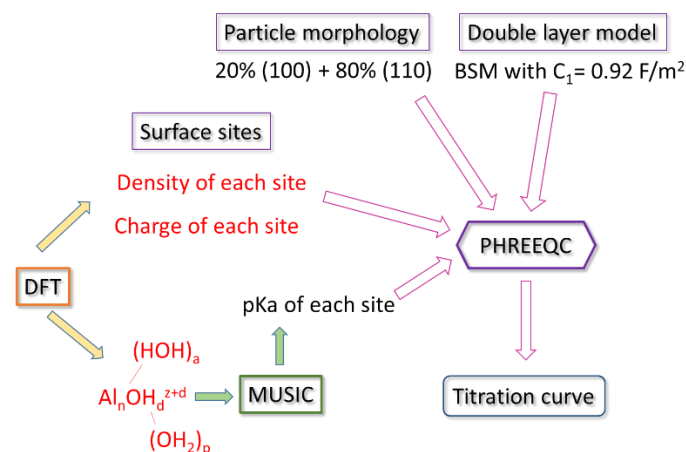 Particle morphology
20% (100) + 80% (110)
Double layer model
BSM with C₁= 0.92 F/m²
Surface sites
Density of each site
Charge of each site
PHREEQC
DFT
pKa of each site
(HOH)ₐ
AlₙOH_d^z+d
(OH₂)ₚ
MUSIC
Titration curve